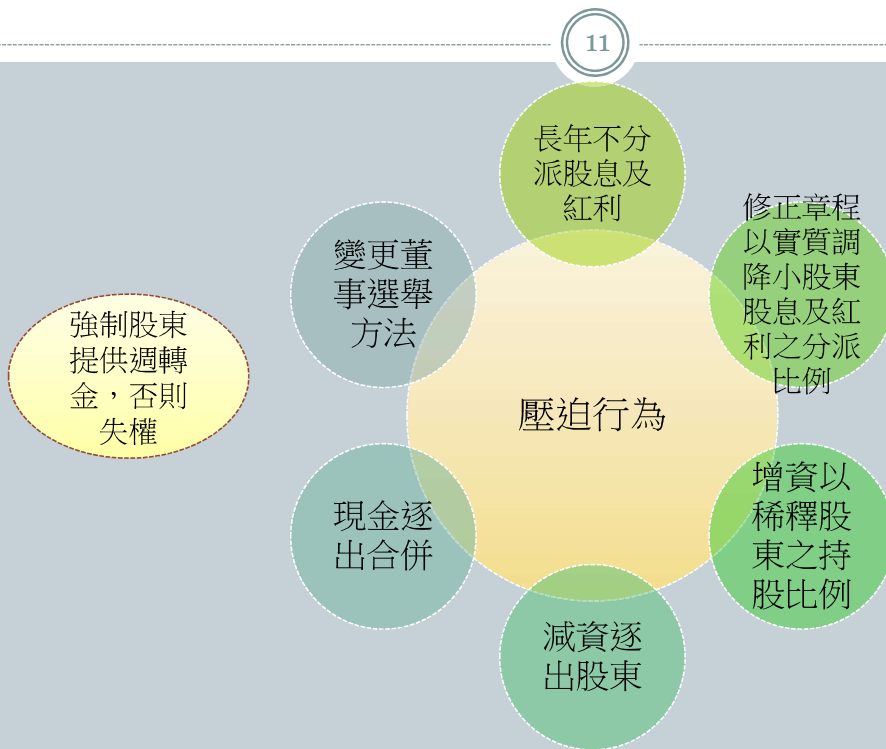 11
長年不分
派股息及
紅利
修正章程
以實質調
降小股東
股息及紅
利之分派
比例
增資以
稀釋股
東之持
股比例
減資逐
出股東
現金逐
出合併
變更董
事選舉
方法
壓迫行為
強制股東
提供週轉
金，否則
失權